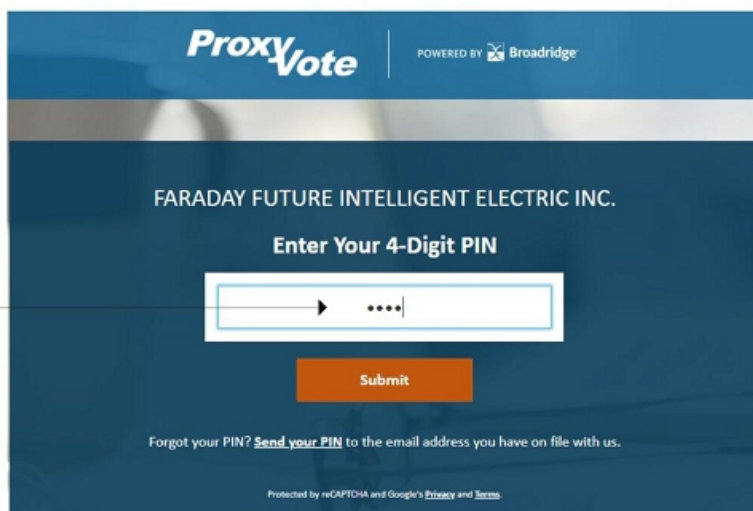 ProxyVote
POWERED BY Broadridge
FARADAY FUTURE INTELLIGENT ELECTRIC INC.
Enter Your 4-Digit PIN
••••
Submit
Forgot your PIN? Send your PIN to the email address you have on file with us.
Protected by reCAPTCHA and Google's Privacy and Terms.